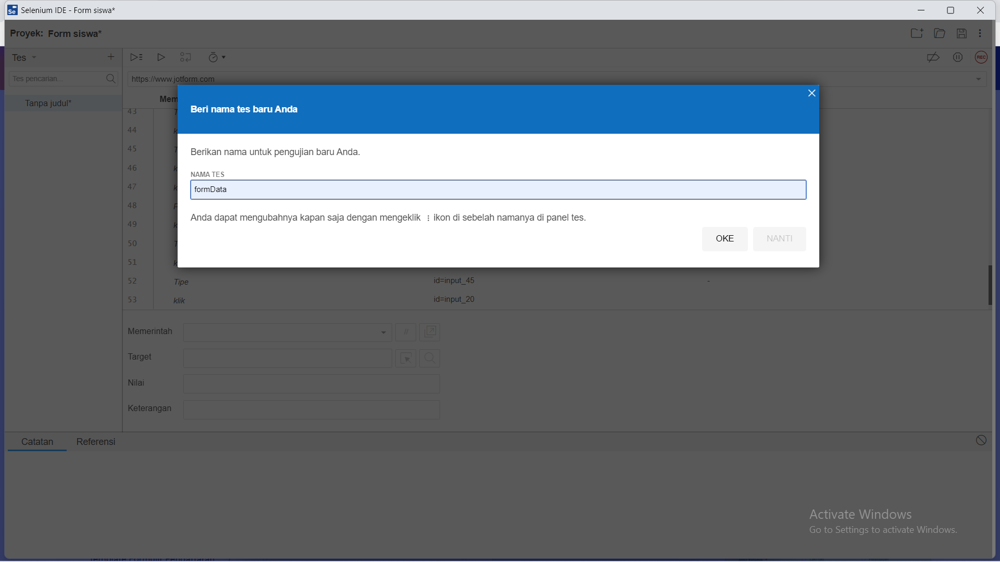 Selenium IDE - Form siswa*
Proyek: Form siswa*
Tes
Tes pencarian...
https://www.jotform.com
REC
Tanpa judul*
Mem
Beri nama tes baru Anda
Berikan nama untuk pengujian baru Anda.
NAMA TES
formData
Anda dapat mengubahnya kapan saja dengan mengeklik ⋮ ikon di sebelah namanya di panel tes.
OKE
NANTI
43
44
45
46
47
48
49
50
51
52 Tipe id=input_45 -
53 klik id=input_20
Memerintah
//
Target
Nilai
Keterangan
Catatan
Referensi
Activate Windows
Go to Settings to activate Windows.